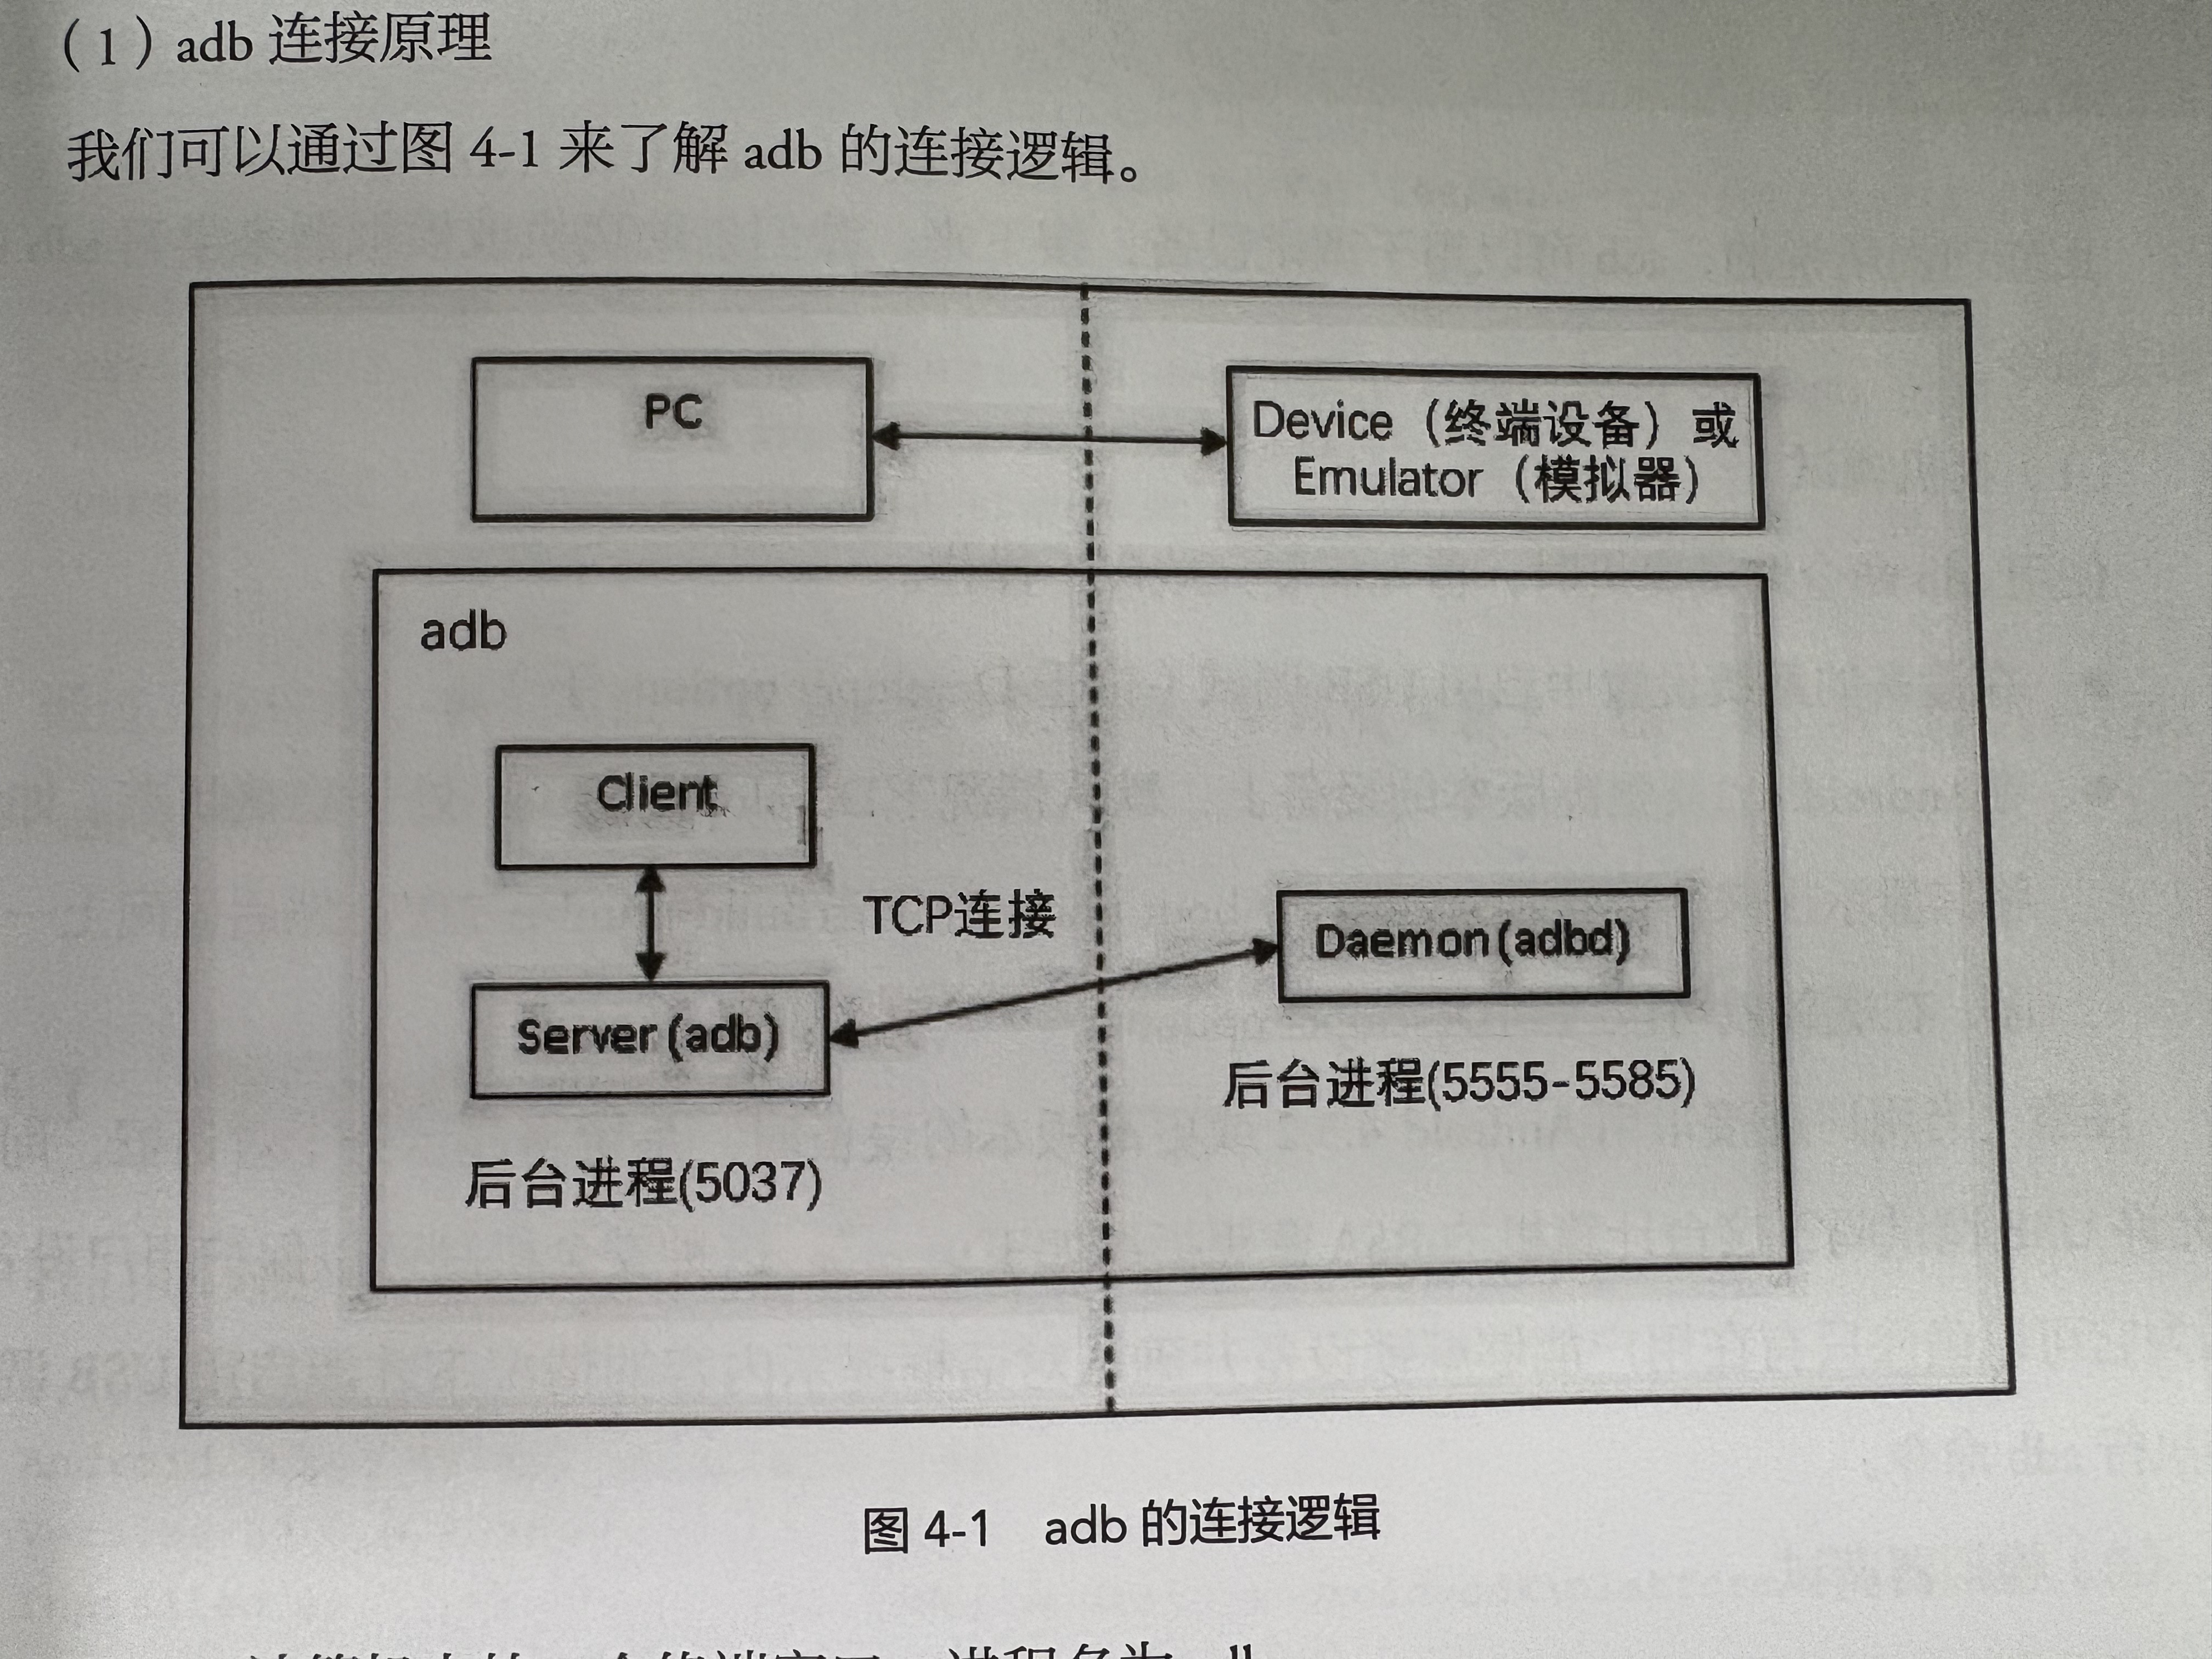 （1）adb 连接原理
我们可以通过图 4-1 来了解 adb 的连接逻辑。
PC
Device（终端设备）或
Emulator（模拟器）
adb
Client
TCP连接
Server(adb)
Daemon(adbd)
后台进程(5037)
后台进程(5555-5585)
图 4-1 adb 的连接逻辑